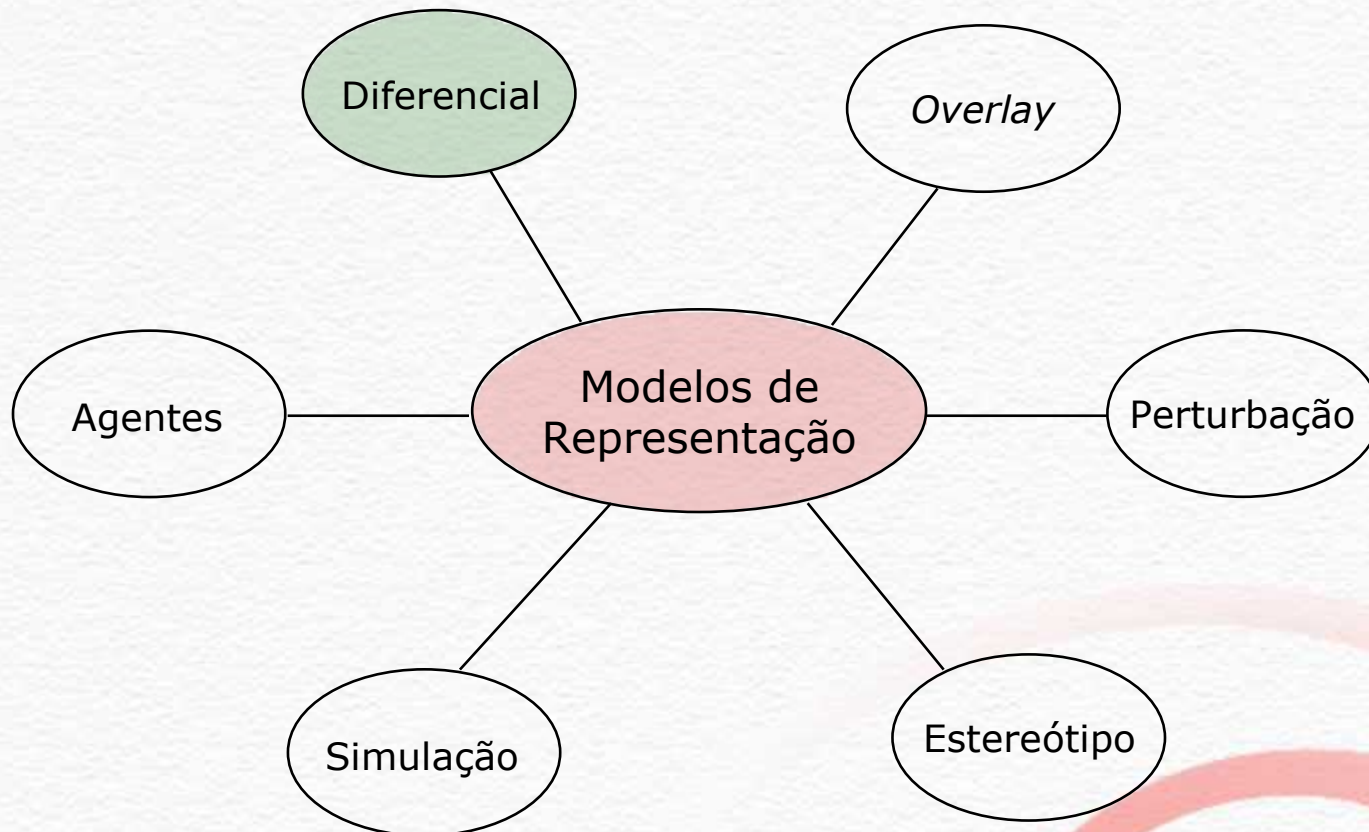 Diferencial
Overlay
Agentes
Modelos de
Representação
Perturbação
Simulação
Estereótipo